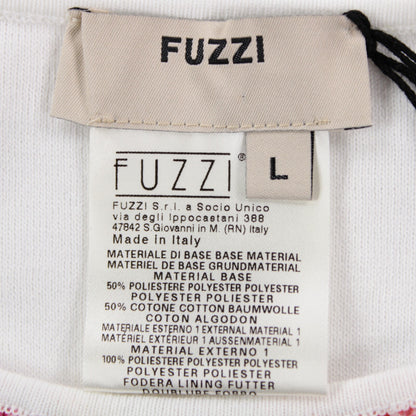 FUZZI
FUZZI
L
FUZZI S.r.l. a Socio Unico
via degli Ippocastani 388
47842 S.Giovanni in M. (RN) Italy
Made in Italy
MATERIALE DI BASE BASE MATERIAL
MATERIEL DE BASE GRUNDMATERIAL
MATERIAL BASE
50% POLIESTERE POLYESTER POLYESTER
POLYESTER POLIESTER
50% COTONE COTTON BAUMWOLLE
COTON ALGODON
MATERIALE ESTERNO 1 EXTERNAL MATERIAL 1
MATÉRIEL EXTÉRIEUR 1 AUSSENMATERIAL 1
MATERIAL EXTERNO 1
100% POLIESTERE POLYESTER POLYESTER
POLYESTER POLIESTER
FODERA LINING FUTTER
DOUBLURE FORRO